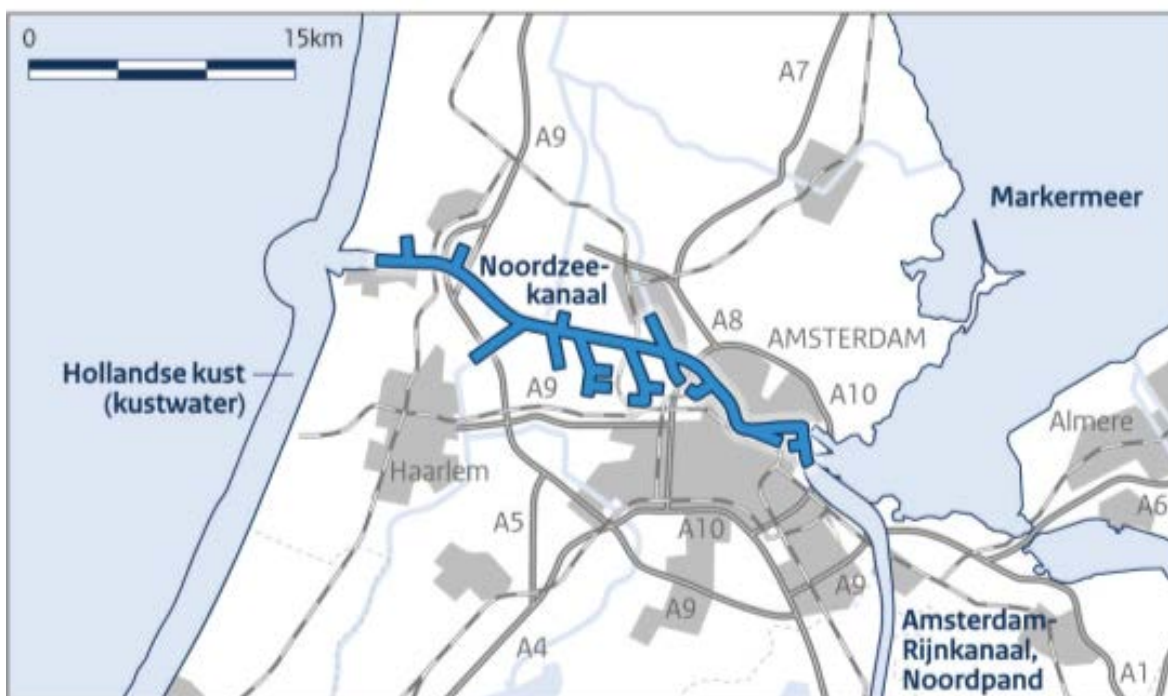 0
15km
A7
A9
Markermeer
Noordzee-
kanaal
A8
AMSTERDAM
Hollandse kust
(kustwater)
A9
A10
Almere
Haarlem
A6
A5
A10
A9
A9
Amsterdam-
Rijnkanaal,
Noordpand
A4
A1